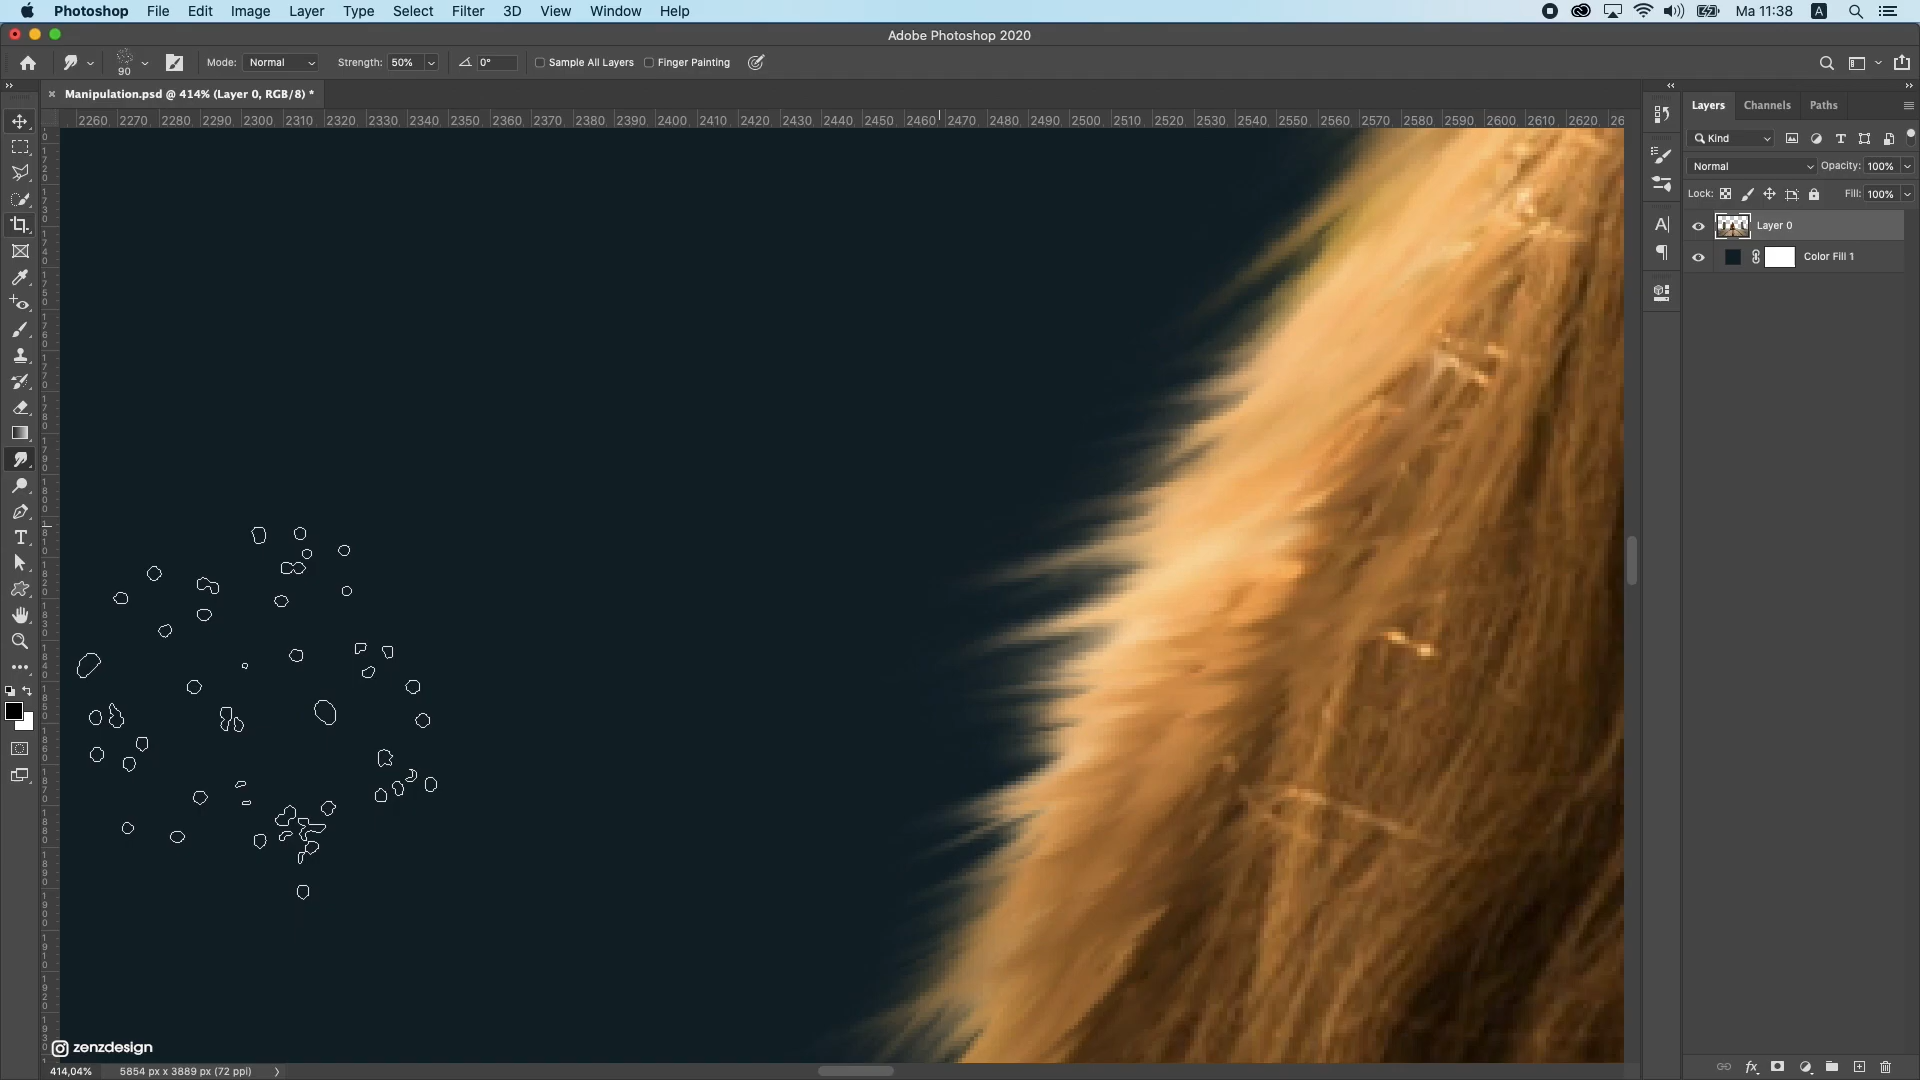 Photoshop File Edit Image Layer Type Select Filter 3D View Window Help Ma 11:38 A
Adobe Photoshop 2020
90 Mode: Normal Strength: 50% 0° Sample All Layers Finger Painting
Manipulation.psd @ 414% (Layer 0, RGB/8) *
2260 2270 2280 2290 2300 2310 2320 2330 2340 2350 2360 2370 2380 2390 2400 2410 2420 2430 2440 2450 2460 2470 2480 2490 2500 2510 2520 2530 2540 2550 2560 2570 2580 2590 2600 2610 2620 26
Layers Channels Paths
Kind
Normal Opacity: 100%
Lock: Fill: 100%
Layer 0
Color Fill 1
zenzdesign
414,04% 5854 px x 3889 px (72 ppi)